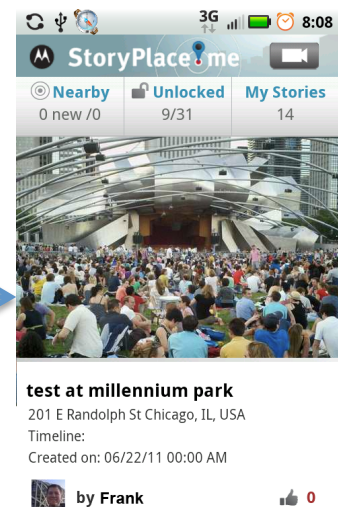 3G 8:08
StoryPlace me
Nearby Unlocked My Stories
0 new /0 9/31 14
test at millennium park
201 E Randolph St Chicago, IL, USA
Timeline:
Created on: 06/22/11 00:00 AM
by Frank 0